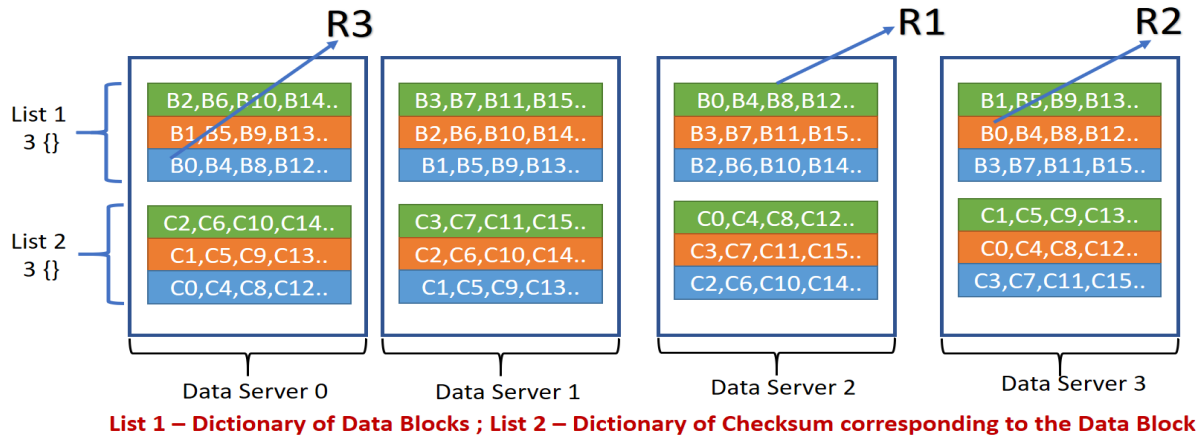 R3
R1
R2
List 1
3 {}
B2,B6,B10,B14..
B1,B5,B9,B13..
B0,B4,B8,B12..
B3,B7,B11,B15..
B2,B6,B10,B14..
B1,B5,B9,B13..
B0,B4,B8,B12..
B3,B7,B11,B15..
B2,B6,B10,B14..
B1,B5,B9,B13..
B0,B4,B8,B12..
B3,B7,B11,B15..
List 2
3 {}
C2,C6,C10,C14..
C1,C5,C9,C13..
C0,C4,C8,C12..
C3,C7,C11,C15..
C2,C6,C10,C14..
C1,C5,C9,C13..
C0,C4,C8,C12..
C3,C7,C11,C15..
C2,C6,C10,C14..
C1,C5,C9,C13..
C0,C4,C8,C12..
C3,C7,C11,C15..
Data Server 0
Data Server 1
Data Server 2
Data Server 3
List 1 – Dictionary of Data Blocks ; List 2 – Dictionary of Checksum corresponding to the Data Block